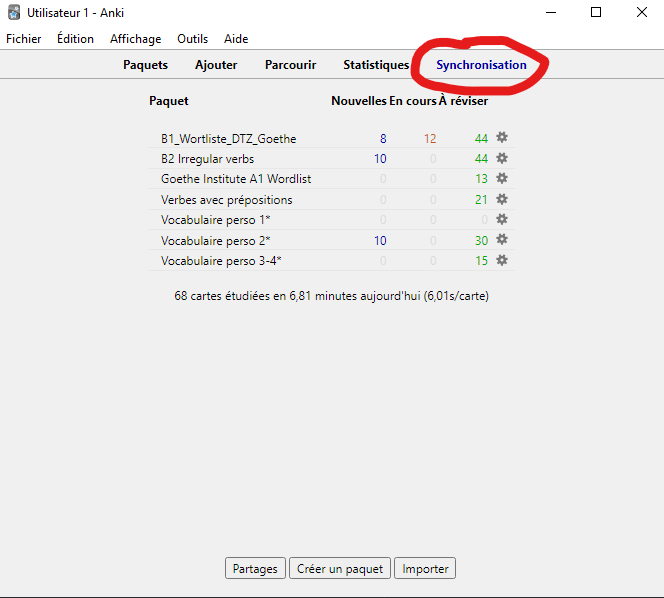 Utilisateur 1 - Anki
Fichier Édition Affichage Outils Aide
Paquets Ajouter Parcourir Statistiques Synchronisation
Paquet Nouvelles En cours À réviser
B1_Wortliste_DTZ_Goethe 8 12 44
B2 Irregular verbs 10 0 44
Goethe Institute A1 Wordlist 0 0 13
Verbes avec prépositions 0 0 21
Vocabulaire perso 1* 0 0 0
Vocabulaire perso 2* 10 0 30
Vocabulaire perso 3-4* 0 0 15
68 cartes étudiées en 6,81 minutes aujourd'hui (6,01s/carte)
Partages Créer un paquet Importer